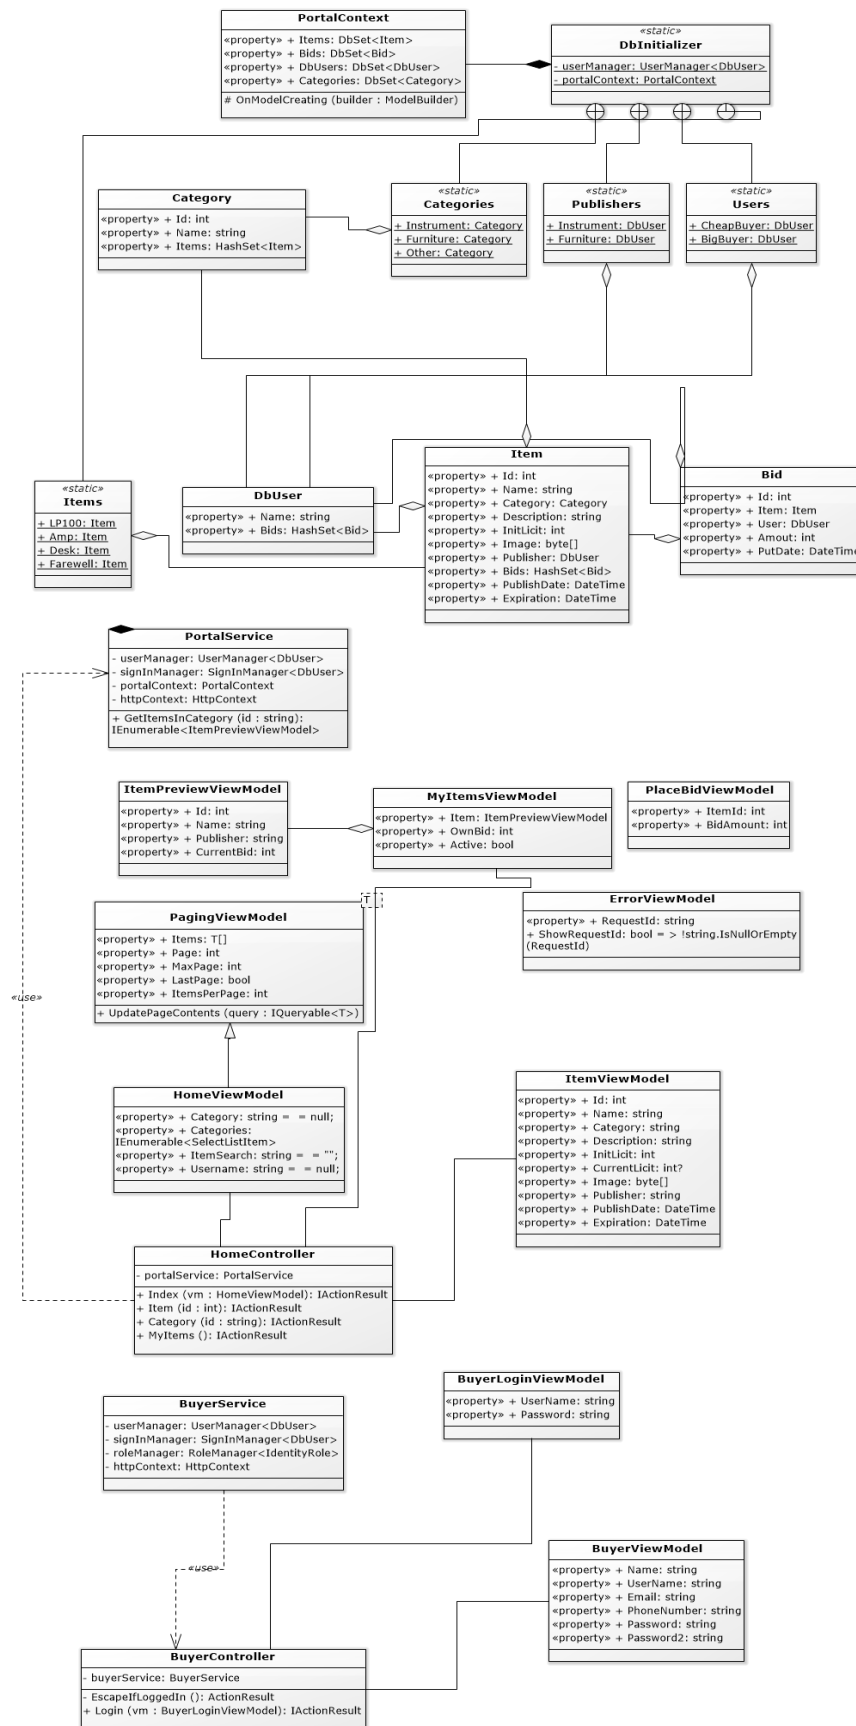 PortalContext
«property» + Items: DbSet<Item>
«property» + Bids: DbSet<Bid>
«property» + DbUsers: DbSet<DbUser>
«property» + Categories: DbSet<Category>
# OnModelCreating (builder : ModelBuilder)
«static»
DbInitializer
- userManager: UserManager<DbUser>
- portalContext: PortalContext
Category
«property» + Id: int
«property» + Name: string
«property» + Items: HashSet<Item>
«static»
Categories
+ Instrument: Category
+ Furniture: Category
+ Other: Category
«static»
Publishers
+ Instrument: DbUser
+ Furniture: DbUser
«static»
Users
+ CheapBuyer: DbUser
+ BigBuyer: DbUser
«static»
Items
+ LP100: Item
+ Amp: Item
+ Desk: Item
+ Farewell: Item
DbUser
«property» + Name: string
«property» + Bids: HashSet<Bid>
Item
«property» + Id: int
«property» + Name: string
«property» + Category: Category
«property» + Description: string
«property» + InitLicit: int
«property» + Image: byte[]
«property» + Publisher: DbUser
«property» + Bids: HashSet<Bid>
«property» + PublishDate: DateTime
«property» + Expiration: DateTime
Bid
«property» + Id: int
«property» + Item: Item
«property» + User: DbUser
«property» + Amout: int
«property» + PutDate: DateTime
PortalService
- userManager: UserManager<DbUser>
- signInManager: SignInManager<DbUser>
- portalContext: PortalContext
- httpContext: HttpContext
+ GetItemsInCategory (id : string):
IEnumerable<ItemPreviewViewModel>
ItemPreviewViewModel
«property» + Id: int
«property» + Name: string
«property» + Publisher: string
«property» + CurrentBid: int
MyItemsViewModel
«property» + Item: ItemPreviewViewModel
«property» + OwnBid: int
«property» + Active: bool
PlaceBidViewModel
«property» + ItemId: int
«property» + BidAmount: int
T
PagingViewModel
«property» + Items: T[]
«property» + Page: int
«property» + MaxPage: int
«property» + LastPage: bool
«property» + ItemsPerPage: int
+ UpdatePageContents (query : IQueryable<T>)
ErrorViewModel
«property» + RequestId: string
+ ShowRequestId: bool = > !string.IsNullOrEmpty
(RequestId)
«use»
HomeViewModel
«property» + Category: string = = null;
«property» + Categories:
IEnumerable<SelectListItem>
«property» + ItemSearch: string = = "";
«property» + Username: string = = null;
ItemViewModel
«property» + Id: int
«property» + Name: string
«property» + Category: string
«property» + Description: string
«property» + InitLicit: int
«property» + CurrentLicit: int?
«property» + Image: byte[]
«property» + Publisher: string
«property» + PublishDate: DateTime
«property» + Expiration: DateTime
HomeController
- portalService: PortalService
+ Index (vm : HomeViewModel): IActionResult
+ Item (id : int): IActionResult
+ Category (id : string): IActionResult
+ MyItems (): IActionResult
BuyerLoginViewModel
«property» + UserName: string
«property» + Password: string
BuyerService
- userManager: UserManager<DbUser>
- signInManager: SignInManager<DbUser>
- roleManager: RoleManager<IdentityRole>
- httpContext: HttpContext
«use»
BuyerViewModel
«property» + Name: string
«property» + UserName: string
«property» + Email: string
«property» + PhoneNumber: string
«property» + Password: string
«property» + Password2: string
BuyerController
- buyerService: BuyerService
- EscapeIfLoggedIn (): ActionResult
+ Login (vm : BuyerLoginViewModel): IActionResult